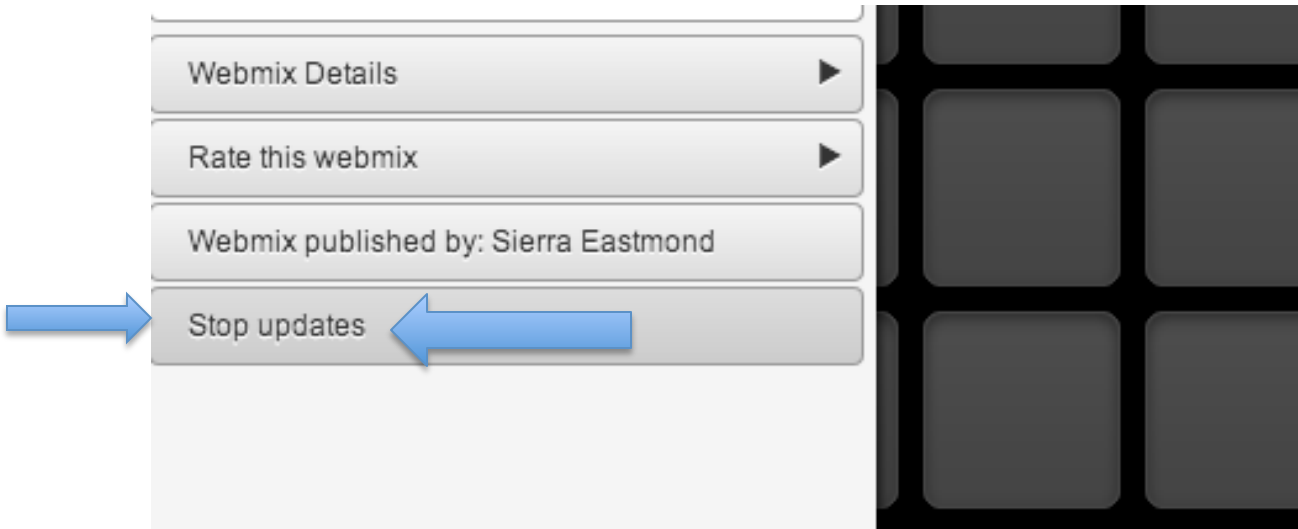 Webmix Details
Rate this webmix
Webmix published by: Sierra Eastmond
Stop updates